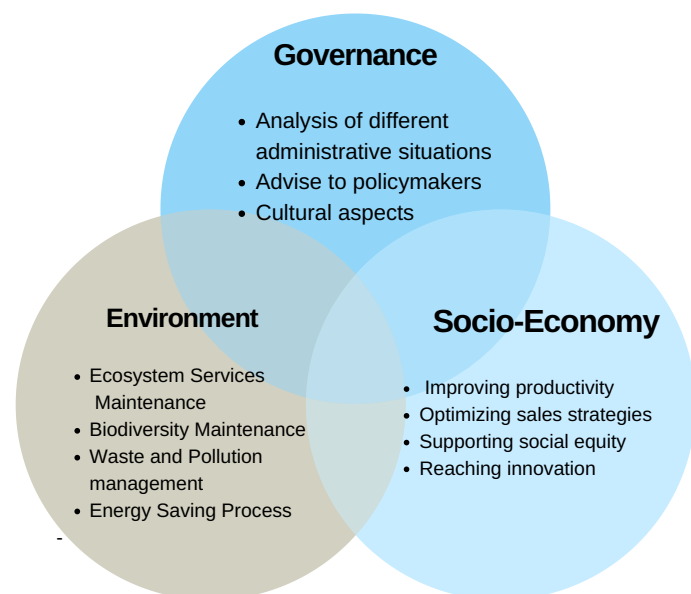 Governance
• Analysis of different
administrative situations
• Advise to policymakers
• Cultural aspects
Environment
• Ecosystem Services
Maintenance
• Biodiversity Maintenance
• Waste and Pollution
management
• Energy Saving Process
-
Socio-Economy
• Improving productivity
• Optimizing sales strategies
• Supporting social equity
• Reaching innovation